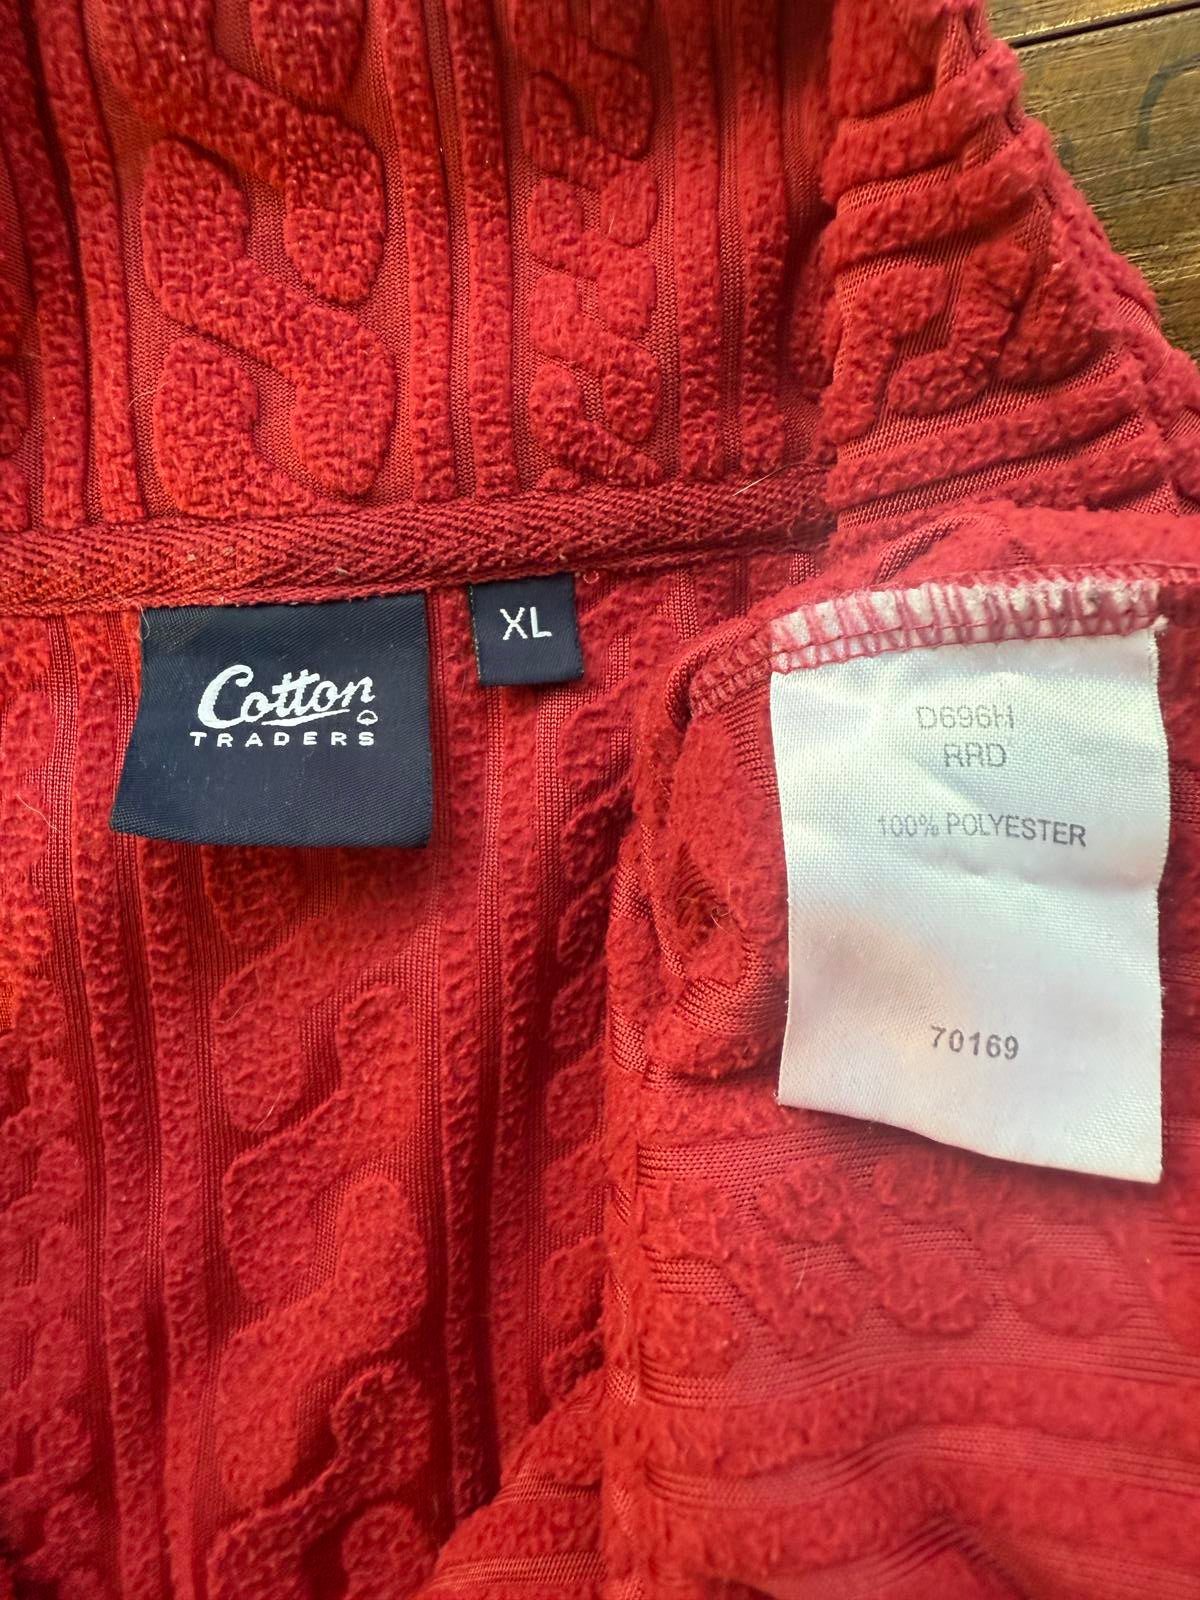 Cotton
TRADERS
XL
D696H
RRD
100% POLYESTER
70169